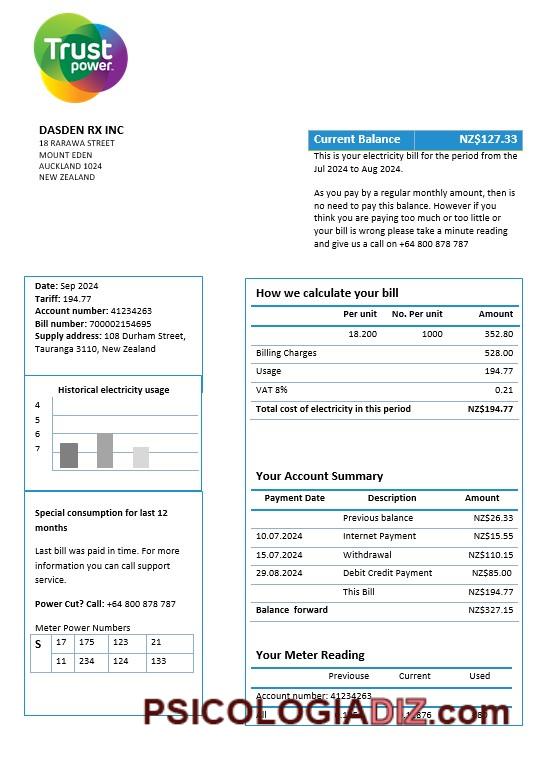 Trust
power.
DASDEN RX INC
18 RARAWA STREET
MOUNT EDEN
AUCKLAND 1024
NEW ZEALAND
Current Balance NZ$127.33
This is your electricity bill for the period from the
Jul 2024 to Aug 2024.
As you pay by a regular monthly amount, then is
no need to pay this balance. However if you
think you are paying too much or too little or
your bill is wrong please take a minute reading
and give us a call on +64 800 878 787
Date: Sep 2024
Tariff: 194.77
Account number: 41234263
Bill number: 700002154695
Supply address: 108 Durham Street,
Tauranga 3110, New Zealand
Historical electricity usage
4
5
6
7
Special consumption for last 12
months
Last bill was paid in time. For more
information you can call support
service.
Power Cut? Call: +64 800 878 787
Meter Power Numbers
S 17 175 123 21
11 234 124 133
How we calculate your bill
Per unit No. Per unit Amount
18.200 1000 352.80
Billing Charges 528.00
Usage 194.77
VAT 8% 0.21
Total cost of electricity in this period NZ$194.77
Your Account Summary
Payment Date Description Amount
Previous balance NZ$26.33
10.07.2024 Internet Payment NZ$15.55
15.07.2024 Withdrawal NZ$110.15
29.08.2024 Debit Credit Payment NZ$85.00
This Bill NZ$194.77
Balance forward NZ$327.15
Your Meter Reading
Previouse Current Used
Account number: 41234263
All
PSICOLOGIADIZ.com